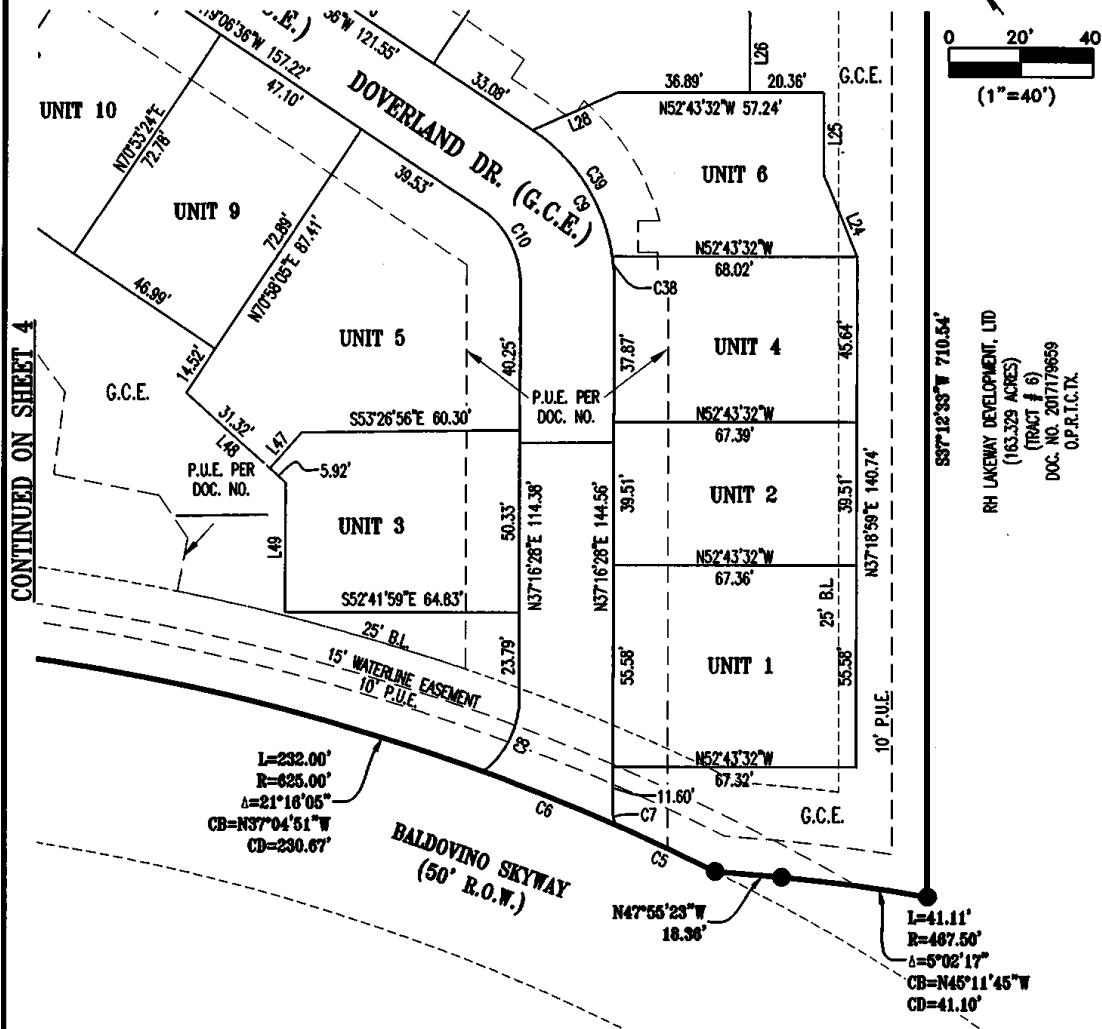 36"W 121.55'
.E.)
19°06'36"W 157.22'
47.10'
33.08'
DOVERLAND DR. (G.C.E.)
39.53'
C10
C9
C39
L28
36.89'
20.36'
L26
N52°43'32"W 57.24'
G.C.E.
L25
L24
0 20' 40
(1"=40')
UNIT 10
N70°53'24"E
72.78'
UNIT 9
72.89'
N70°58'05"E 87.41'
46.99'
14.52'
UNIT 6
N52°43'32"W
68.02'
C38
UNIT 5
40.25'
37.87'
UNIT 4
45.64'
P.U.E. PER
DOC. NO.
G.C.E.
31.32'
L48
L47
S53°26'56"E 60.30'
5.92'
N52°43'32"W
67.39'
P.U.E. PER
DOC. NO.
UNIT 3
L49
50.33'
N37°16'28"E 114.38'
N37°16'28"E 144.56'
39.51'
UNIT 2
39.51'
N37°18'59"E 140.74'
N52°43'32"W
67.36'
S52°41'59"E 64.83'
23.79'
55.58'
UNIT 1
55.58'
25' B.L.
10' P.U.E.
N52°43'32"W
67.32'
11.60'
C7
G.C.E.
25' B.L.
15' WATERLINE EASEMENT
10' P.U.E.
C8
C6
C5
L=232.00'
R=625.00'
Δ=21°16'05"
CB=N37°04'51"W
CD=230.67'
BALDOVINO SKYWAY
(50' R.O.W.)
N47°55'23"W
18.36'
L=41.11'
R=467.50'
Δ=5°02'17"
CB=N45°11'45"W
CD=41.10'
S37°12'33"W 710.54'
RH LAKEWAY DEVELOPMENT, LTD
(163.329 ACRES)
(TRACT # 6)
DOC. NO. 2017179659
O.P.R.T.C.TX.
CONTINUED ON SHEET 4